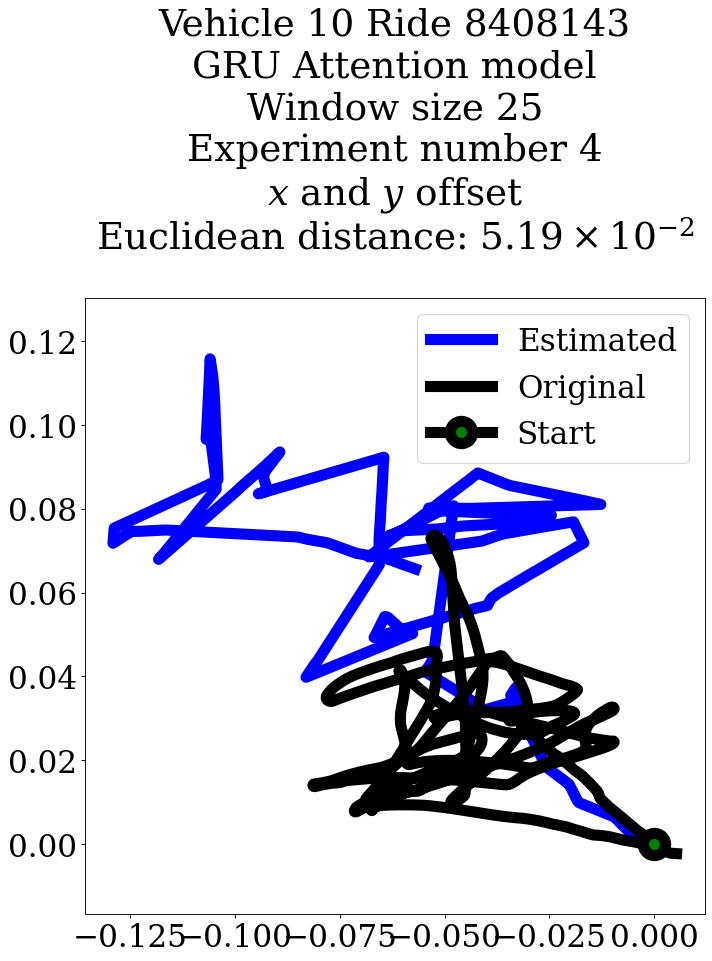 Vehicle 10 Ride 8408143
GRU Attention model
Window size 25
Experiment number 4
x and y offset
Euclidean distance: 5.19 × 10⁻²
Estimated
Original
Start
0.12
0.10
0.08
0.06
0.04
0.02
0.00
−0.125 −0.100 −0.075 −0.050 −0.025 0.000